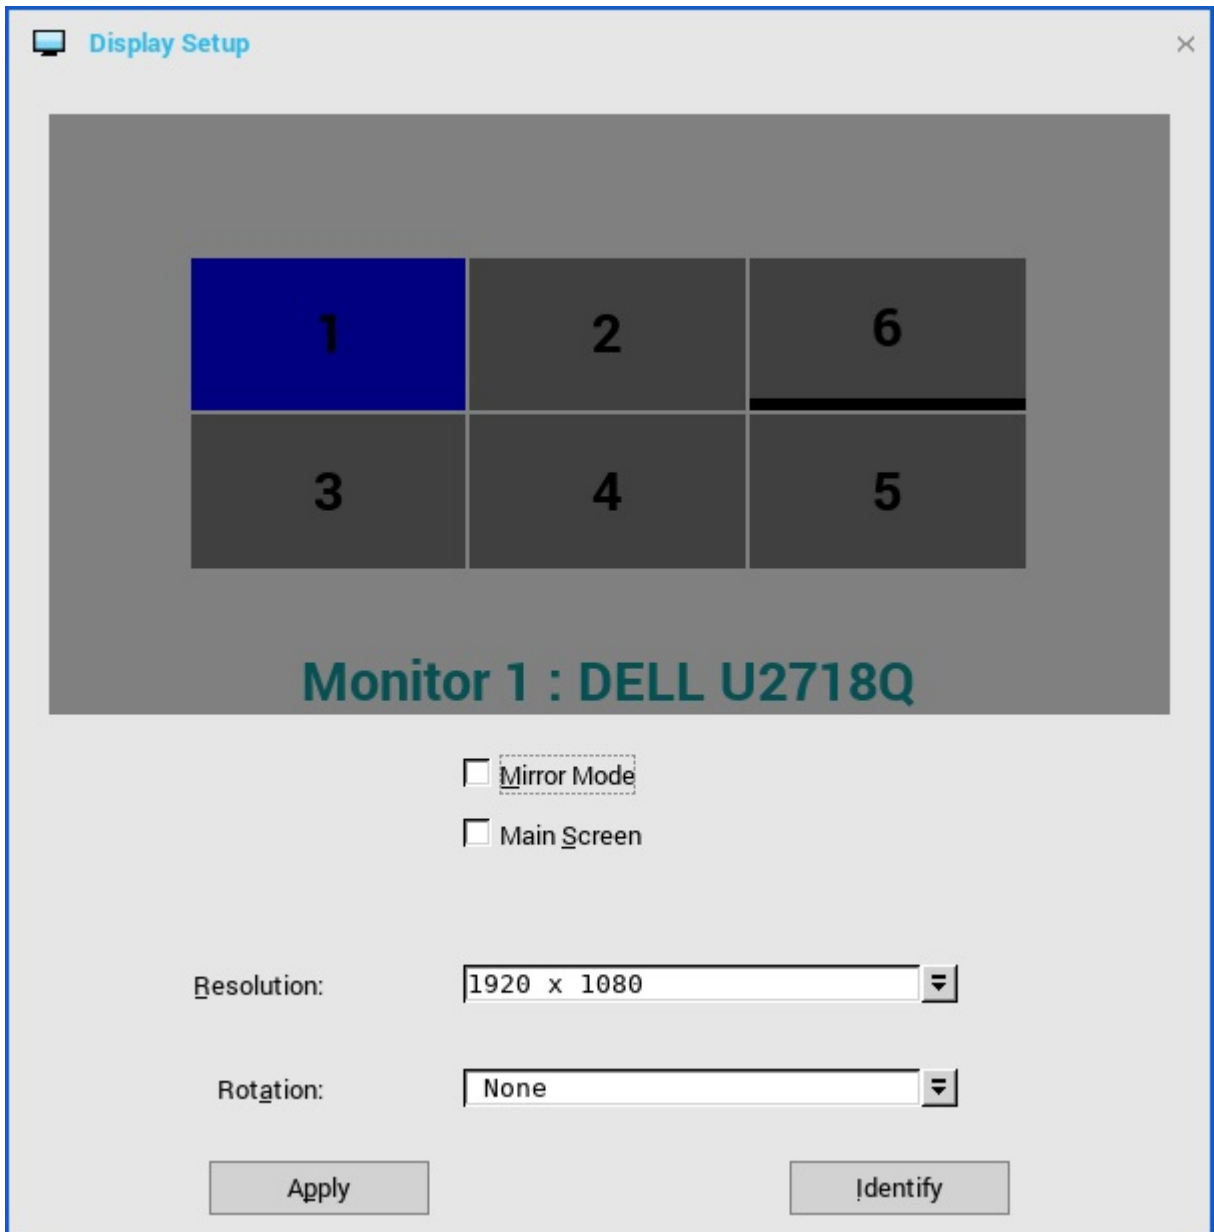 Display Setup
1 2 6
3 4 5
Monitor 1 : DELL U2718Q
Mirror Mode
Main Screen
Resolution: 1920 x 1080
Rotation: None
Apply Identify